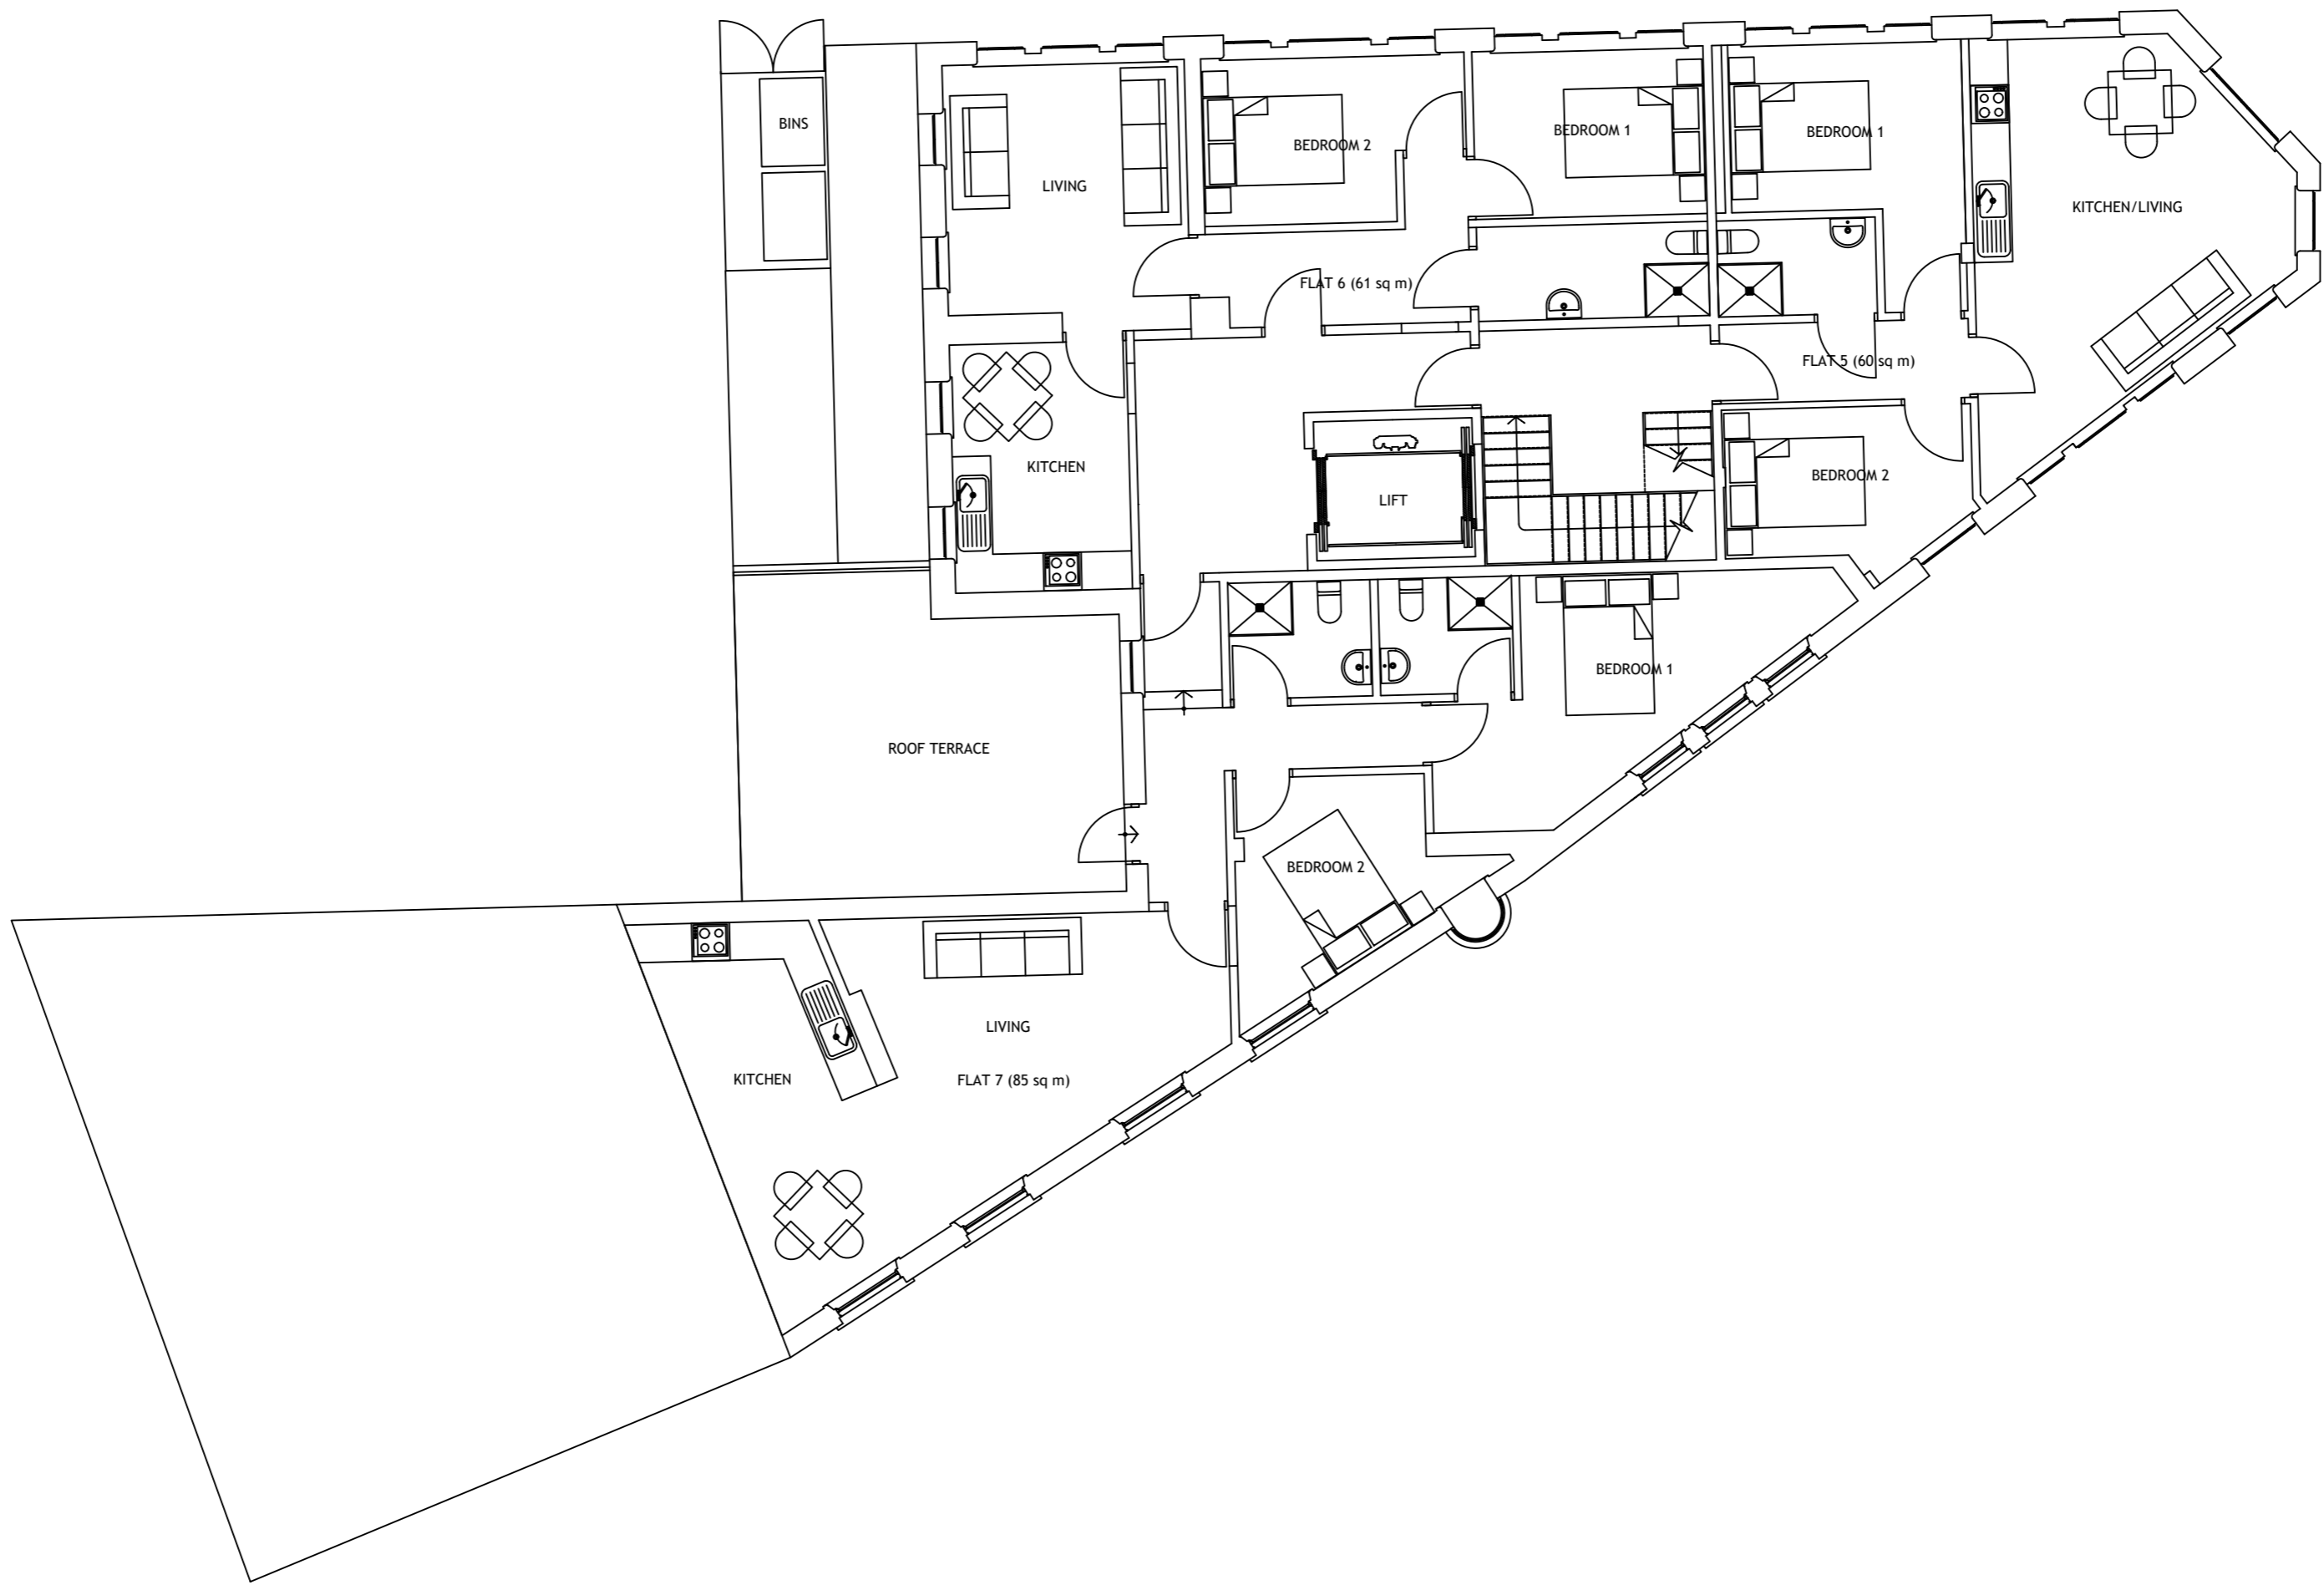 BINS
LIVING
BEDROOM 2
BEDROOM 1
BEDROOM 1
KITCHEN/LIVING
FLAT 6 (61 sq m)
FLAT 5 (60 sq m)
KITCHEN
LIFT
BEDROOM 2
BEDROOM 1
ROOF TERRACE
BEDROOM 2
LIVING
KITCHEN
FLAT 7 (85 sq m)